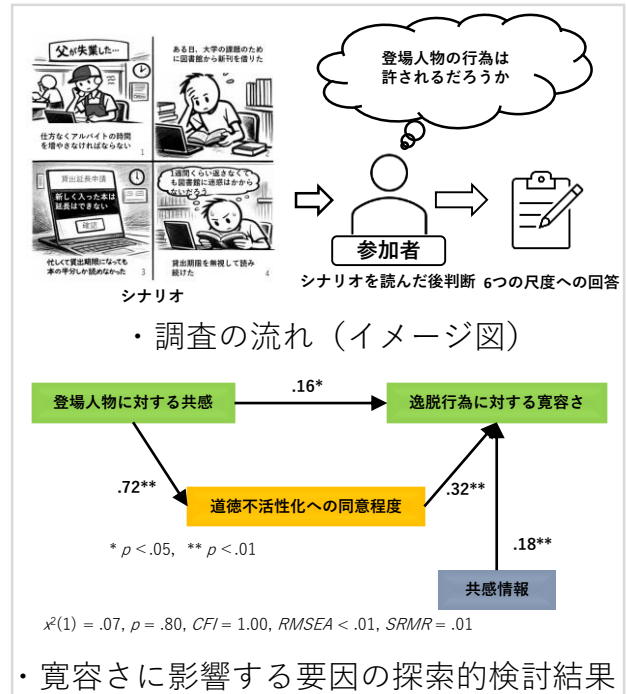 父が失業した…
仕方なくアルバイトの時間
を増やさなければならない
1
ある日、大学の課題のため
に図書館から新刊を借りた
2
貸出延長申請
新しく入った本は
延長はできない
確認
忙しくて貸出期限になっても
本の半分しか読めなかった
3
1週間くらい返さなくて
も図書館に迷惑はかから
ないだろう
貸出期限を無視して読み
続けた
4
シナリオ
登場人物の行為は
許されるだろうか
参加者
シナリオを読んだ後判断
6つの尺度への回答
・調査の流れ（イメージ図）
登場人物に対する共感
.16*
逸脱行為に対する寛容さ
.72**
道徳不活性化への同意程度
.32**
* p <.05, ** p <.01
.18**
共感情報
x²(1) = .07, p = .80, CFI = 1.00, RMSEA < .01, SRMR = .01
・寛容さに影響する要因の探索的検討結果